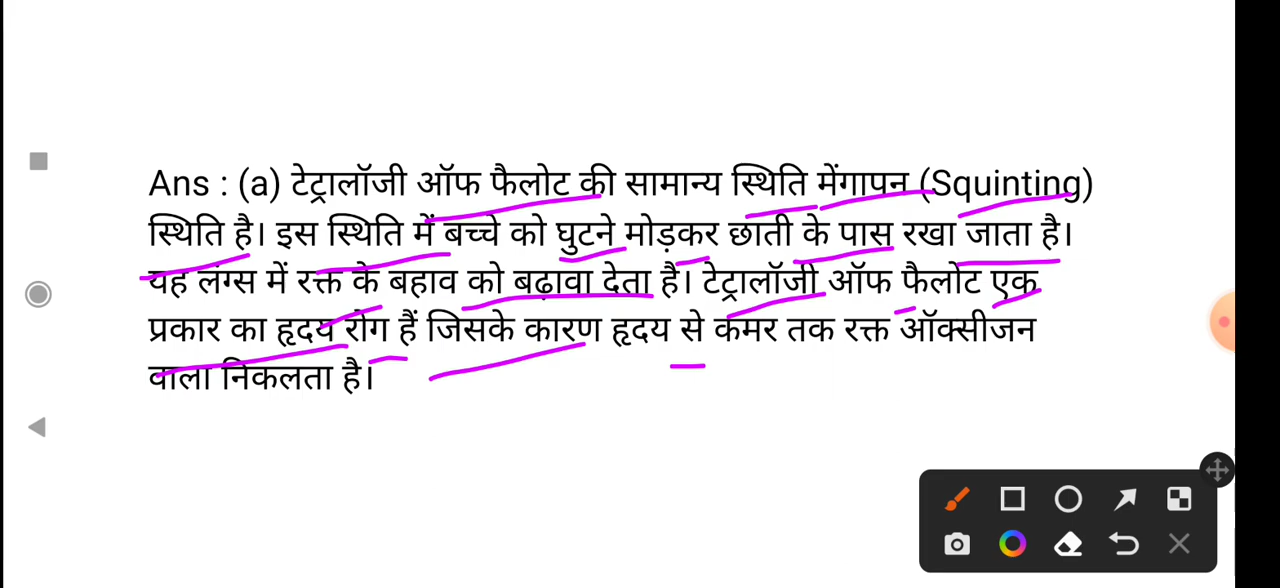 Ans : (a) टेट्रालॉजी ऑफ फैलोट की सामान्य स्थिति मेंगापन (Squinting)
स्थिति है। इस स्थिति में बच्चे को घुटने मोड़कर छाती के पास रखा जाता है।
यह लंग्स में रक्त के बहाव को बढ़ावा देता है। टेट्रालॉजी ऑफ फैलोट एक
प्रकार का हृदय रोग हैं जिसके कारण हृदय से कमर तक रक्त ऑक्सीजन
वाला निकलता है।